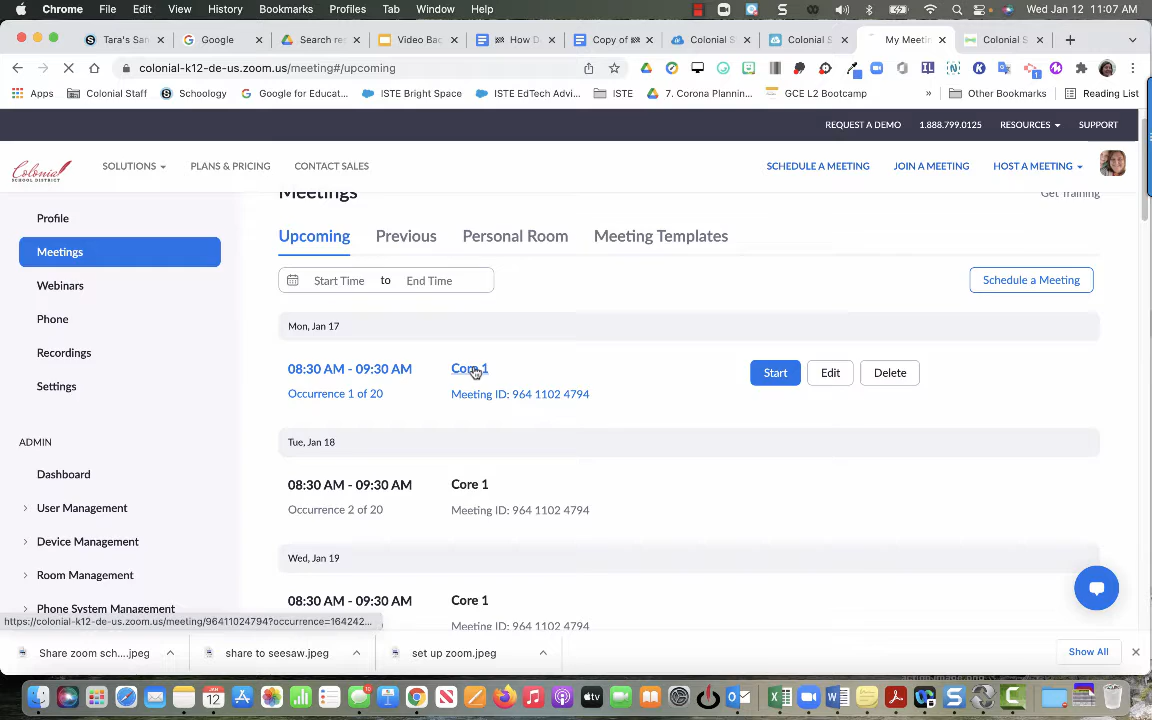 Chrome File Edit View History Bookmarks Profiles Tab Window Help Wed Jan 12 11:07 AM
Tara's San Google Search re Video Bac How D Copy of Colonial S Colonial S My Meetin Colonial S
colonial-k12-de-us.zoom.us/meeting#/upcoming
Apps Colonial Staff Schoology Google for Educat... ISTE Bright Space ISTE EdTech Advi... ISTE 7. Corona Plannin... GCE L2 Bootcamp » Other Bookmarks Reading List
REQUEST A DEMO 1.888.799.0125 RESOURCES SUPPORT
Colonial SCHOOL DISTRICT SOLUTIONS PLANS & PRICING CONTACT SALES SCHEDULE A MEETING JOIN A MEETING HOST A MEETING
Meetings Get Training
Profile
Meetings
Webinars
Phone
Recordings
Settings
ADMIN
Dashboard
User Management
Device Management
Room Management
Phone System Management
Upcoming Previous Personal Room Meeting Templates
Start Time to End Time Schedule a Meeting
Mon, Jan 17
08:30 AM - 09:30 AM Core 1 Start Edit Delete
Occurrence 1 of 20 Meeting ID: 964 1102 4794
Tue, Jan 18
08:30 AM - 09:30 AM Core 1
Occurrence 2 of 20 Meeting ID: 964 1102 4794
Wed, Jan 19
08:30 AM - 09:30 AM Core 1
Meeting ID: 964 1102 4794
https://colonial-k12-de-us.zoom.us/meeting/96411024794?occurrence=164242...
Share zoom sch....jpeg share to seesaw.jpeg set up zoom.jpeg Show All